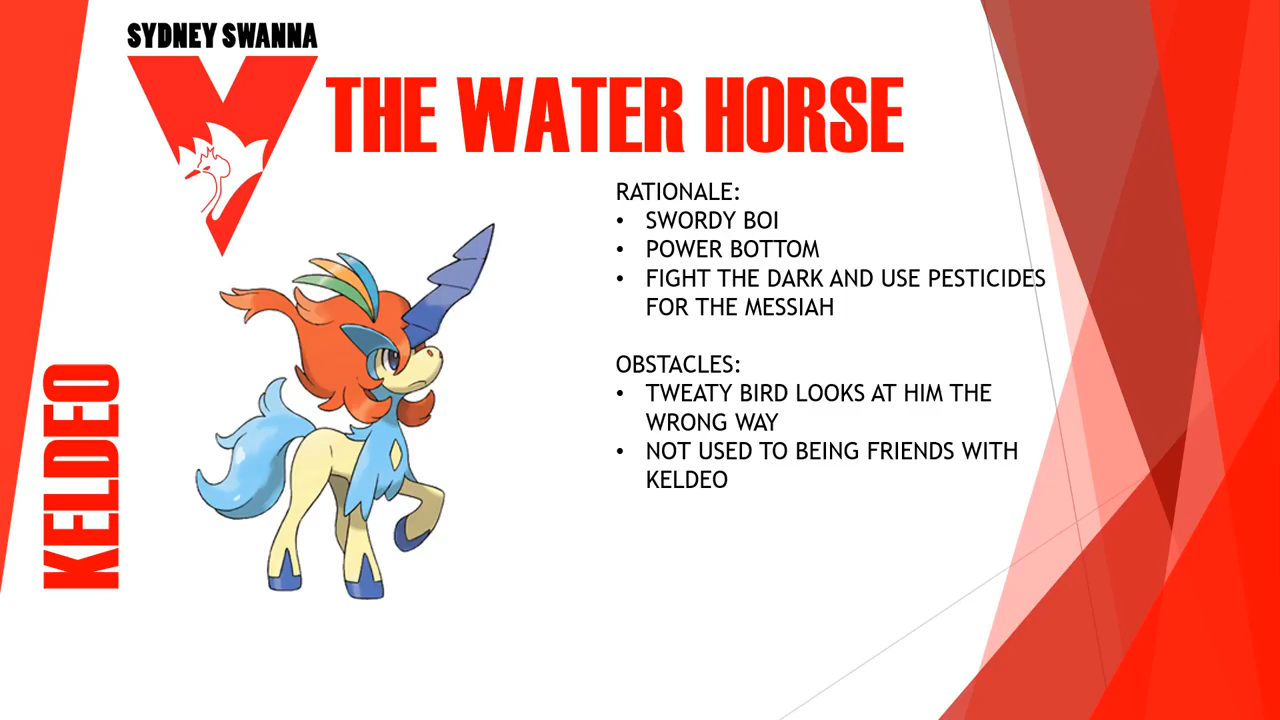 SYDNEY SWANNA
THE WATER HORSE
RATIONALE:
• SWORDY BOI
• POWER BOTTOM
• FIGHT THE DARK AND USE PESTICIDES
FOR THE MESSIAH
OBSTACLES:
• TWEATY BIRD LOOKS AT HIM THE
WRONG WAY
• NOT USED TO BEING FRIENDS WITH
KELDEO
KELDEO